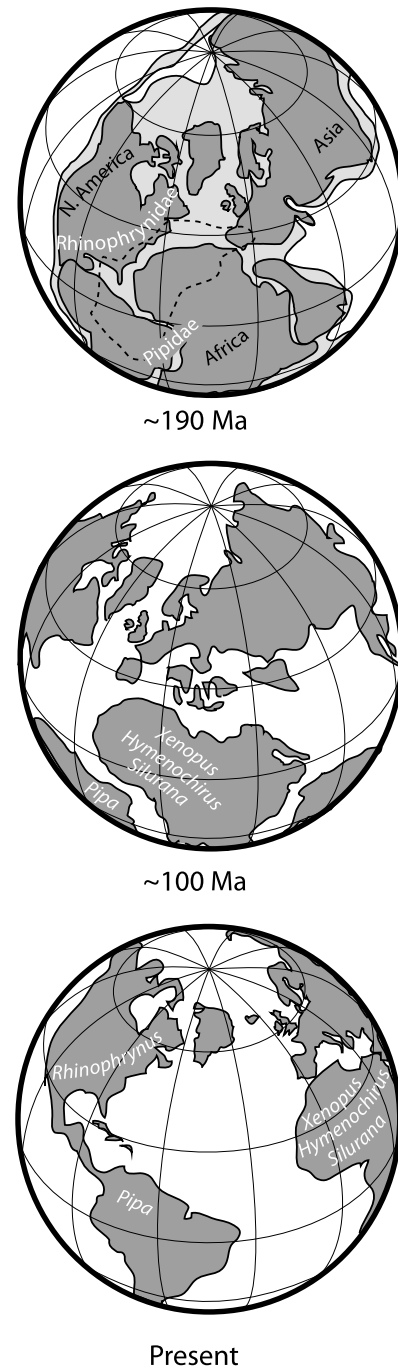 N. America
Asia
Rhinophrynidae
Pipidae
Africa
~190 Ma
Xenopus
Hymenochirus
Silurana
Pipa
~100 Ma
Rhinophrynus
Xenopus
Hymenochirus
Silurana
Pipa
Present